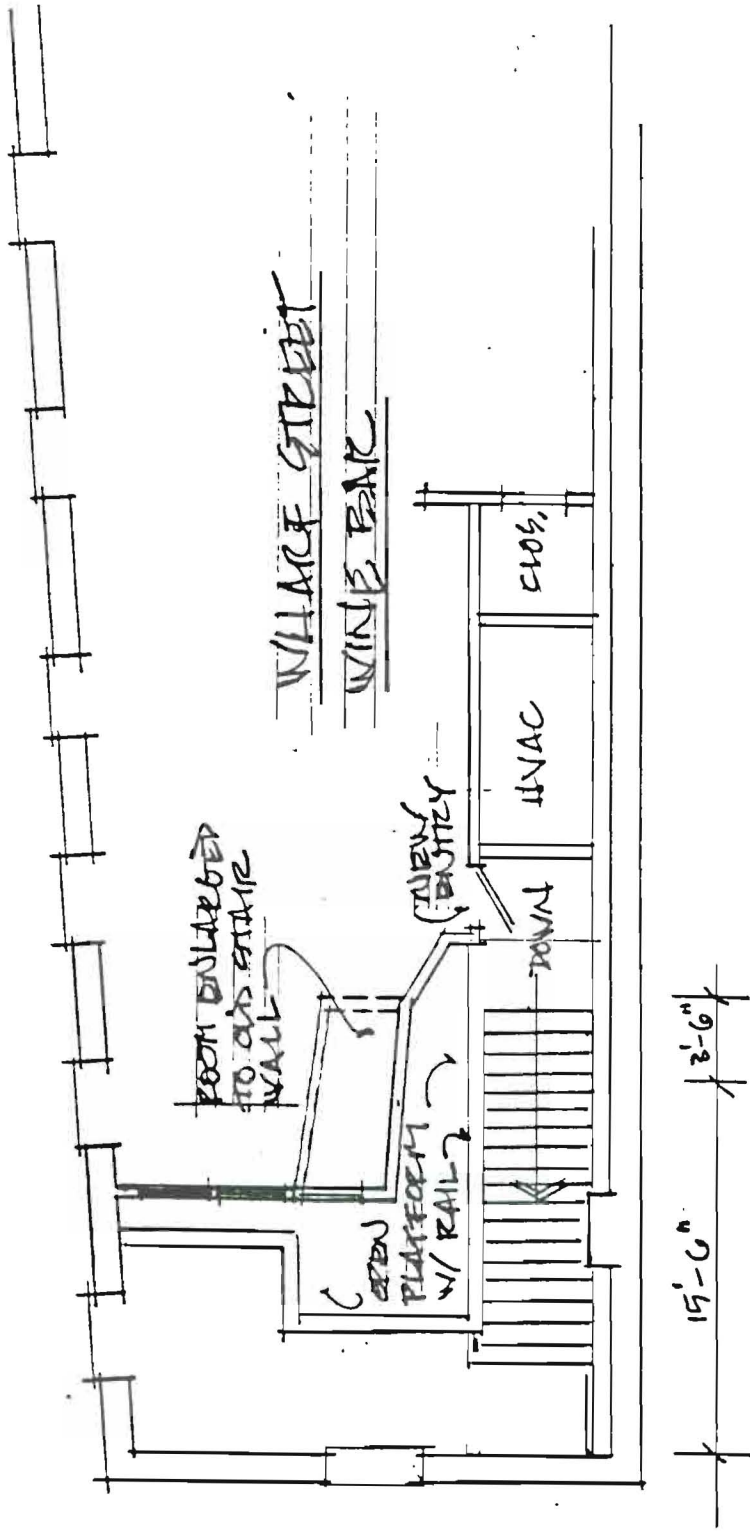 WHARF STREET
WINE BAR
ROOM ENLARGED
TO OLD STAIR
WALL
(NEW
ENTRY
CLOS.
HVAC
DOWN
OPEN
PLATFORM
W/ RAIL
15'-6"
3'-6"